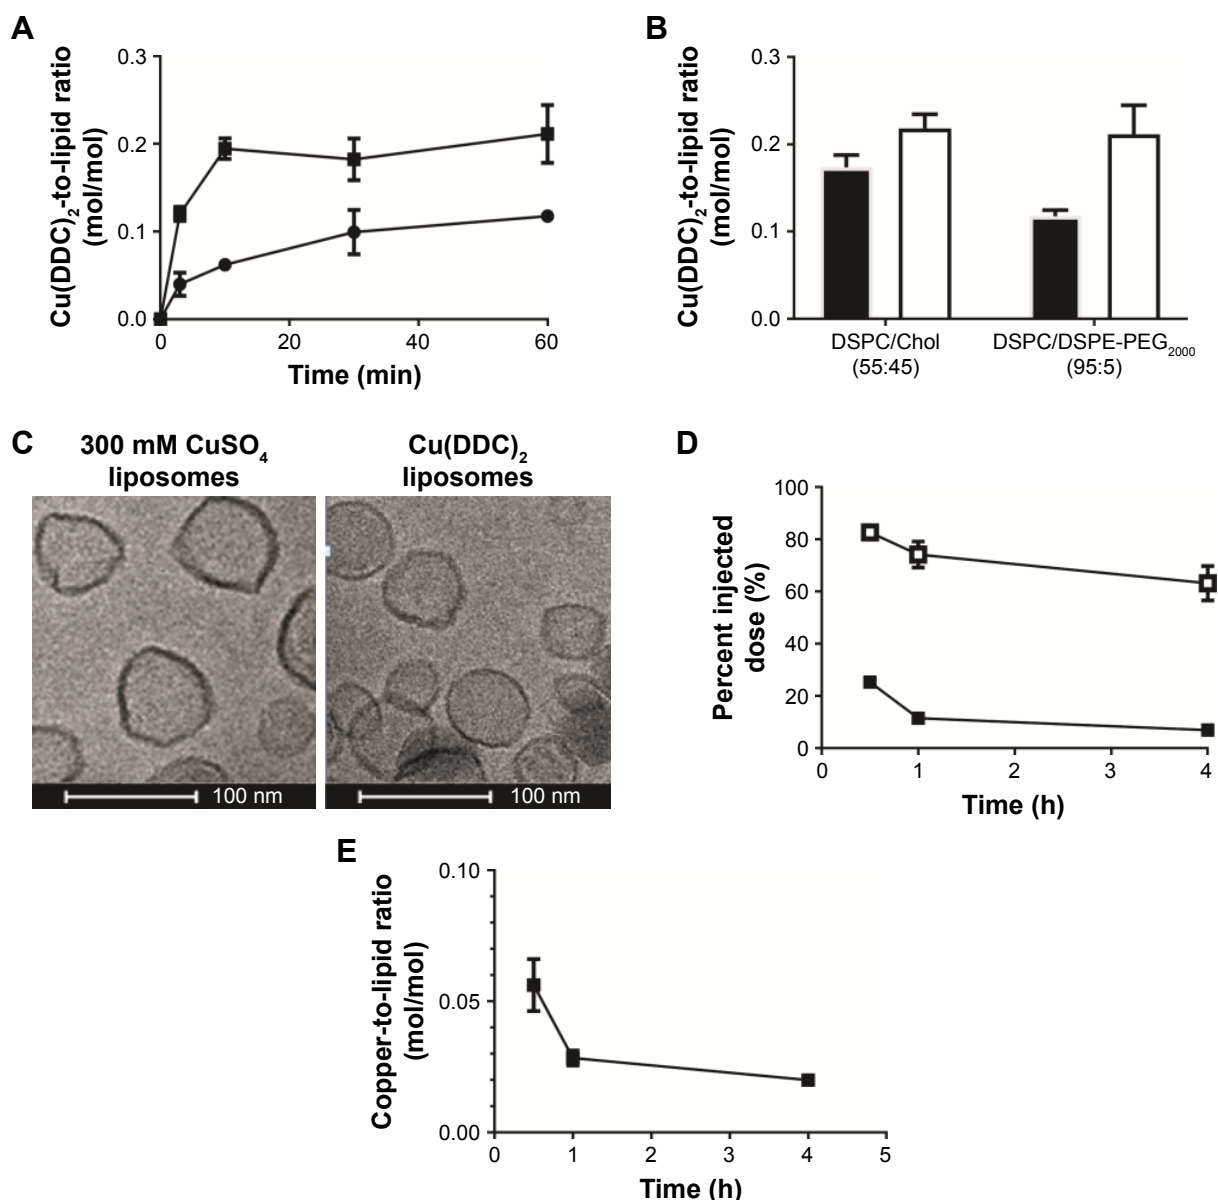 A
Cu(DDC)2-to-lipid ratio
(mol/mol)
0.3
0.2
0.1
0.0
0
20
40
60
Time (min)
B
Cu(DDC)2-to-lipid ratio
(mol/mol)
0.3
0.2
0.1
0.0
DSPC/Chol
(55:45)
DSPC/DSPE-PEG2000
(95:5)
C
300 mM CuSO4
liposomes
Cu(DDC)2
liposomes
100 nm
100 nm
D
Percent injected
dose (%)
100
80
60
40
20
0
0
1
2
3
4
Time (h)
E
Copper-to-lipid ratio
(mol/mol)
0.10
0.05
0.00
0
1
2
3
4
5
Time (h)